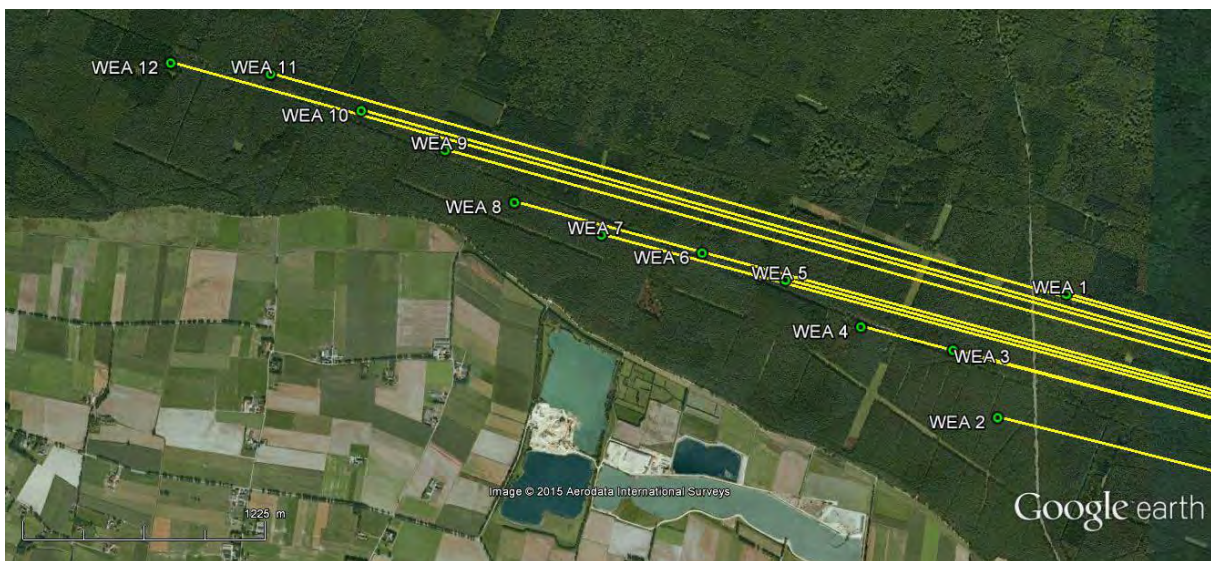 WEA 12
WEA 11
WEA 10
WEA 9
WEA 8
WEA 7
WEA 6
WEA 5
WEA 1
WEA 4
WEA 3
WEA 2
Image © 2015 Aerodata International Surveys
Google earth
1225 m